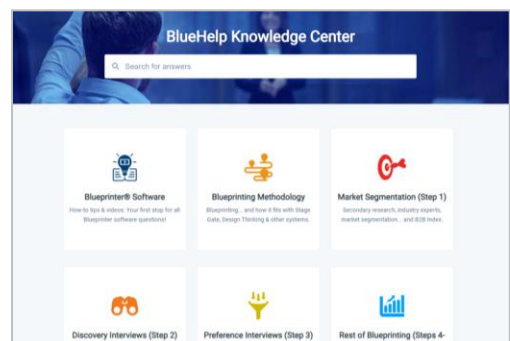 BlueHelp Knowledge Center
Search for answers
Blueprinter® Software
How-to tips & videos. Your first stop for all
Blueprinter software questions!
Blueprinting Methodology
Blueprinting... and how it fits with Stage
Gate, Design Thinking & other systems.
Market Segmentation (Step 1)
Secondary research, industry experts,
market segmentation... and B2B Index
Discovery Interviews (Step 2)
Preference Interviews (Step 3)
Rest of Blueprinting (Steps 4-